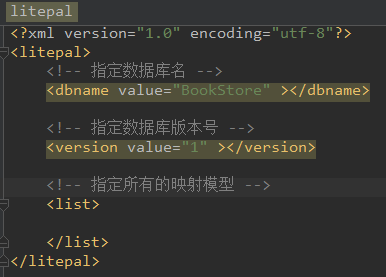 litepal
<?xml version="1.0" encoding="utf-8"?>
<litepal>
<!-- 指定数据库名 -->
<dbname value="BookStore" ></dbname>
<!-- 指定数据库版本号 -->
<version value="1" ></version>
<!-- 指定所有的映射模型 -->
<list>
</list>
</litepal>